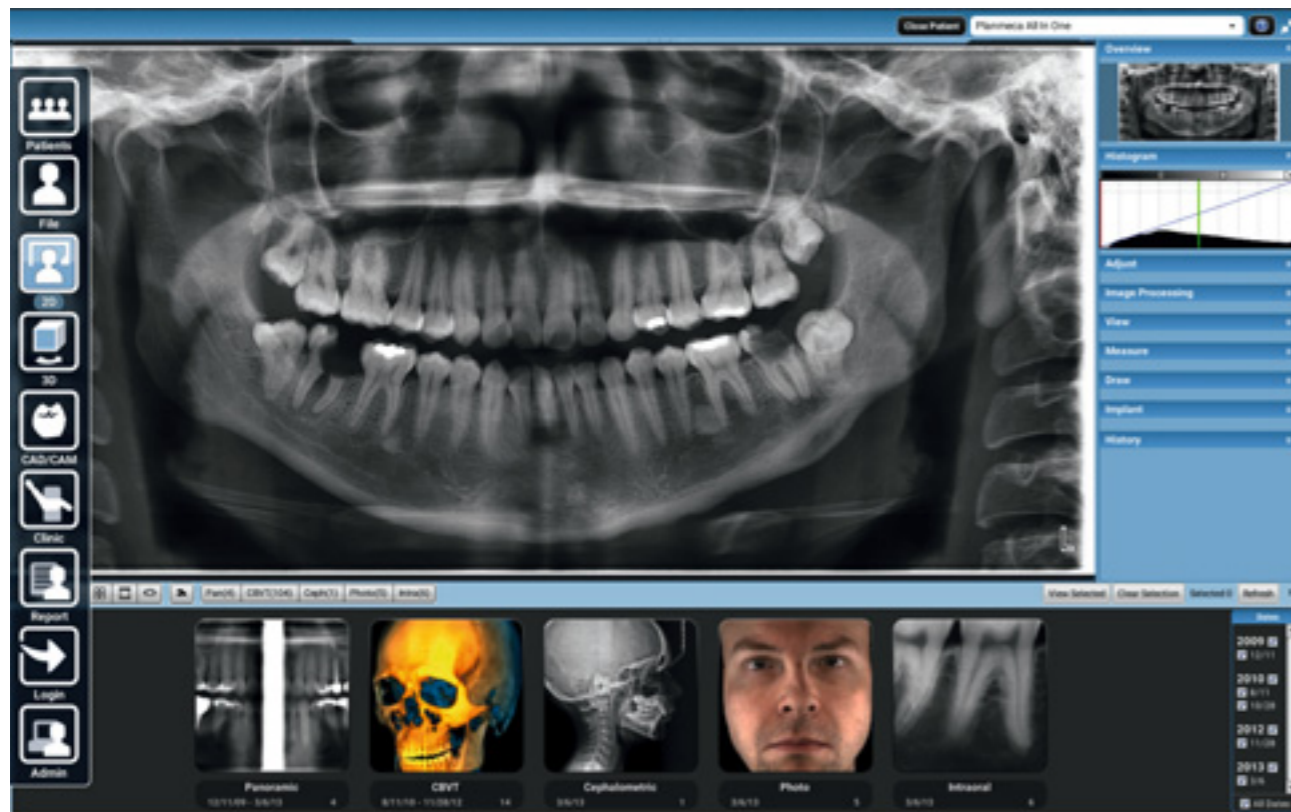 Close Patient
Planmeca All In One
Patients
File
2D
3D
CAD/CAM
Clinic
Report
Login
Admin
Overview
Histogram
Adjust
Image Processing
View
Measure
Draw
Implant
History
Pan(4) CBVT(104) Ceph(1) Photo(5) Intra(6)
View Selected Clear Selection Selected 0 Refresh
Panoramic
12/11/09 - 3/6/13 4
CBVT
8/11/10 - 11/28/12 14
Cephalometric
3/6/13 1
Photo
3/6/13 5
Intraoral
3/6/13 6
Dates
2009
12/11
2010
8/11
10/28
2012
11/28
2013
3/6
All Dates